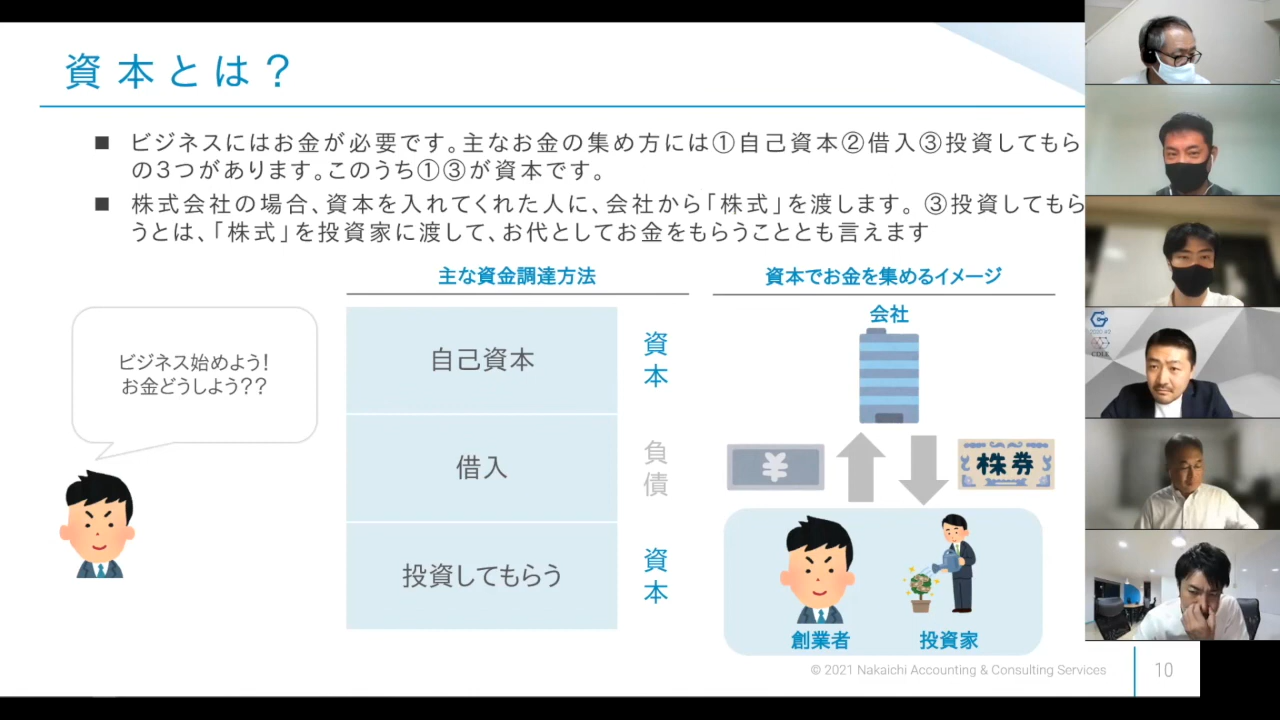 資本とは？
■ ビジネスにはお金が必要です。主なお金の集め方には①自己資本②借入③投資してもら
の３つがあります。このうち①③が資本です。
■ 株式会社の場合、資本を入れてくれた人に、会社から「株式」を渡します。③投資してもら
うとは、「株式」を投資家に渡して、お代としてお金をもらうこととも言えます
主な資金調達方法
資本でお金を集めるイメージ
ビジネス始めよう！
お金どうしよう？？
自己資本
資本
借入
負債
投資してもらう
資本
会社
¥
株券
創業者
投資家
© 2021 Nakaichi Accounting & Consulting Services
10